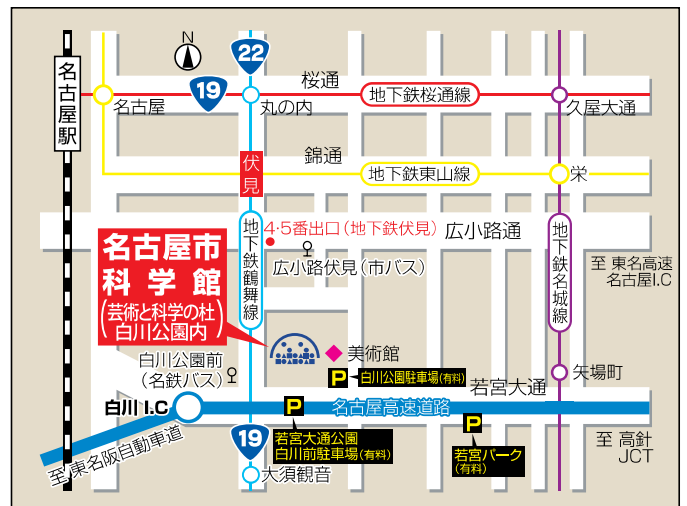 N
22
19
桜通
地下鉄桜通線
名古屋駅
名古屋
丸の内
久屋大通
錦通
伏見
地下鉄東山線
栄
4・5番出口(地下鉄伏見)
広小路通
地下鉄鶴舞線
広小路伏見(市バス)
地下鉄名城線
至 東名高速
名古屋I.C
名古屋市
科学館
(芸術と科学の杜
白川公園内)
白川公園前
(名鉄バス)
美術館
P
白川公園駐車場(有料)
矢場町
若宮大通
白川 I.C
P
名古屋高速道路
P
19
若宮大通公園
白川前駐車場(有料)
若宮パーク
(有料)
至 高針
JCT
至 東名阪自動車道
大須観音